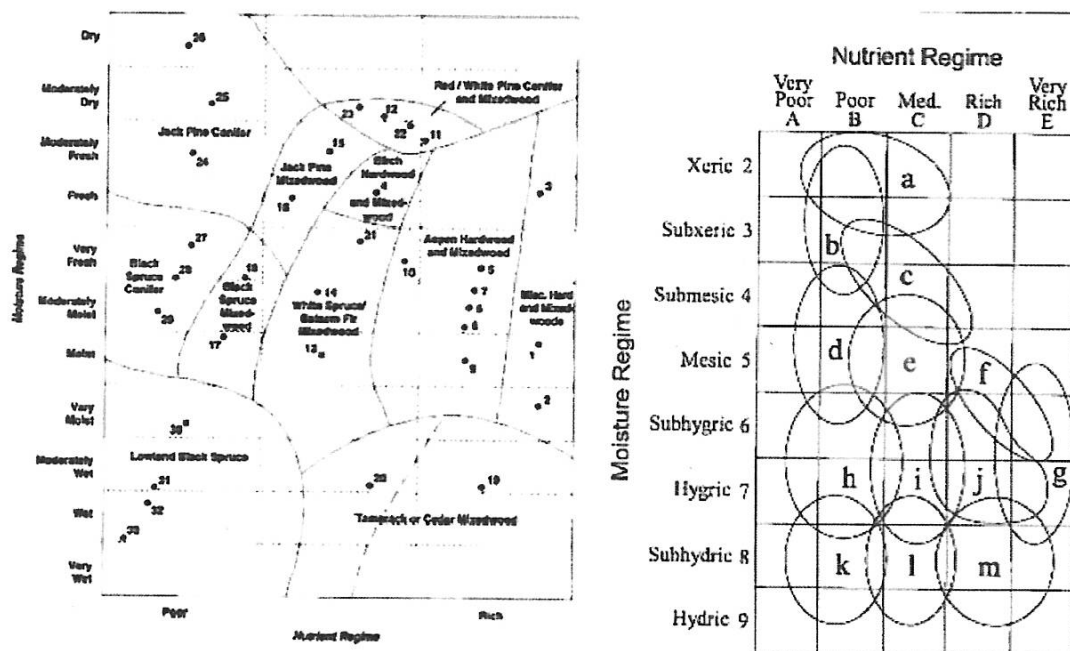 Dry
Moderately
Dry
Moderately
Fresh
Fresh
Very
Fresh
Moderately
Moist
Moist
Very
Moist
Moderately
Wet
Wet
Very
Wet
Moisture Regime
26
25
Jack Pine Conifer
24
23
12
22
11
Red / White Pine Conifer
and Mixedwood
15
Jack Pine
Mixedwood
16
Birch
Hardwood
4
and Mixed-
wood
3
27
28
Black
Spruce
Conifer
29
18
Black
Spruce
Mixed-
wood
17
14
White Spruce/
Balsam Fir
Mixedwood
13
10
Aspen Hardwood
and Mixedwood
5
7
9
Misc. Hard
and Mixed-
woods
1
2
30
Lowland Black Spruce
32
33
20
19
Tamarack or Cedar Mixedwood
Poor
Rich
Nutrient Regime
Nutrient Regime
Very
Poor
A
Poor
B
Med.
C
Rich
D
Very
Rich
E
Moisture Regime
Xeric 2
Subxeric 3
Submesic 4
Mesic 5
Subhygric 6
Hygric 7
Subhydric 8
Hydric 9
a
b
c
d
e
f
g
h
i
j
k
l
m